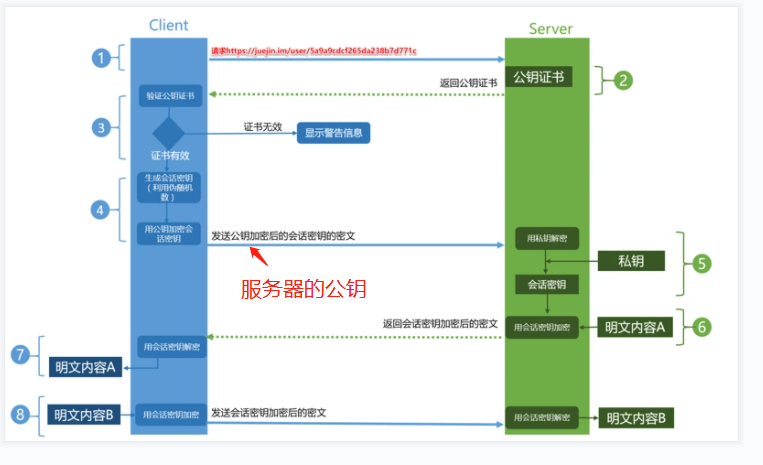 Client
Server
1
请求https://juejin.im/user/5a9a9cdcf265da238b7d771c
公钥证书
2
返回公钥证书
验证公钥证书
3
证书无效
显示警告信息
证书有效
4
生成会话密钥
(利用伪随机
数)
用公钥加密会
话密钥
发送公钥加密后的会话密钥的密文
服务器的公钥
用私钥解密
私钥
5
会话密钥
返回会话密钥加密后的密文
用会话密钥加密
明文内容A
6
7
用会话密钥解密
明文内容A
8
明文内容B
用会话密钥加密
发送会话密钥加密后的密文
用会话密钥解密
明文内容B